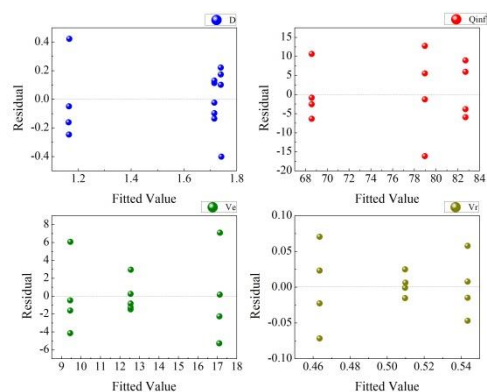 D
Qinf
0.4
0.2
0.0
-0.2
-0.4
15
10
5
0
-5
-10
-15
-20
1.2 1.4 1.6 1.8
68 70 72 74 76 78 80 82 84
Residual
Fitted Value
Residual
Fitted Value
Ve
Vr
8
6
4
2
0
-2
-4
-6
0.10
0.05
0.00
-0.05
-0.10
9 10 11 12 13 14 15 16 17 18
0.46 0.48 0.50 0.52 0.54
Residual
Fitted Value
Residual
Fitted Value